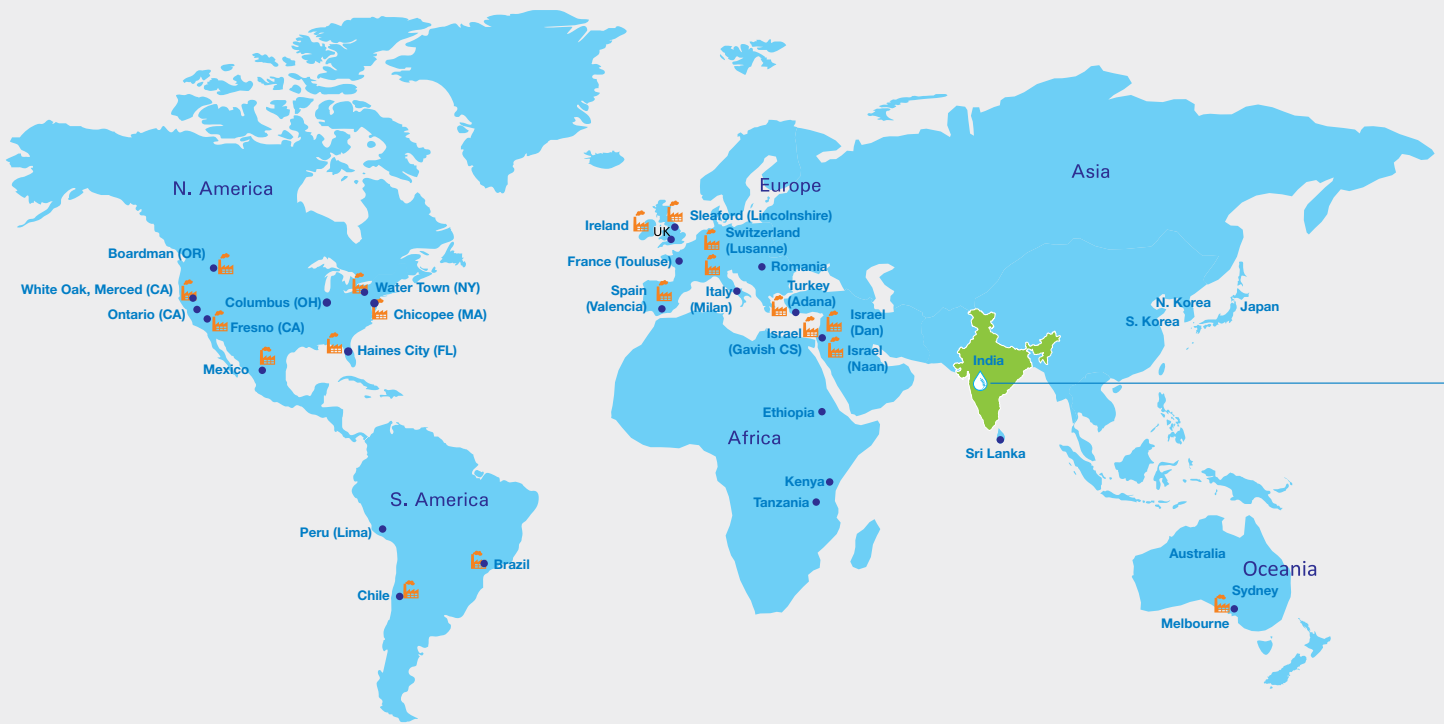 N. America
Boardman (OR)
White Oak, Merced (CA)
Ontario (CA)
Fresno (CA)
Columbus (OH)
Water Town (NY)
Chicopee (MA)
Haines City (FL)
Mexico
S. America
Peru (Lima)
Brazil
Chile
Europe
Ireland
UK
Sleaford (Lincolnshire)
Switzerland
(Lusanne)
France (Touluse)
Romania
Spain
(Valencia)
Italy
(Milan)
Turkey
(Adana)
Israel
(Gavish CS)
Israel
(Dan)
Israel
(Naan)
Africa
Ethiopia
Kenya
Tanzania
Asia
N. Korea
S. Korea
Japan
India
Sri Lanka
Australia
Oceania
Sydney
Melbourne